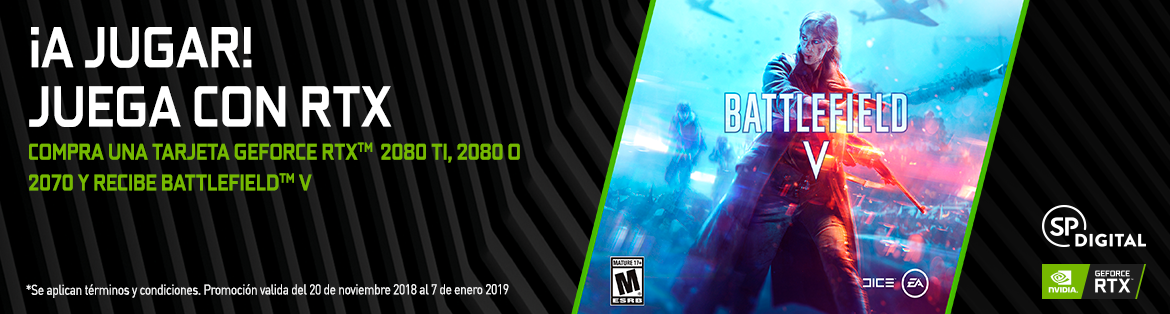 ¡A JUGAR!
JUEGA CON RTX
COMPRA UNA TARJETA GEFORCE RTX™ 2080 TI, 2080 O
2070 Y RECIBE BATTLEFIELD™ V
*Se aplican términos y condiciones. Promoción valida del 20 de noviembre 2018 al 7 de enero 2019
BATTLEFIELD
V
MATURE 17+
M
ESRB
DICE
EA
SP
DIGITAL
NVIDIA.
GEFORCE
RTX